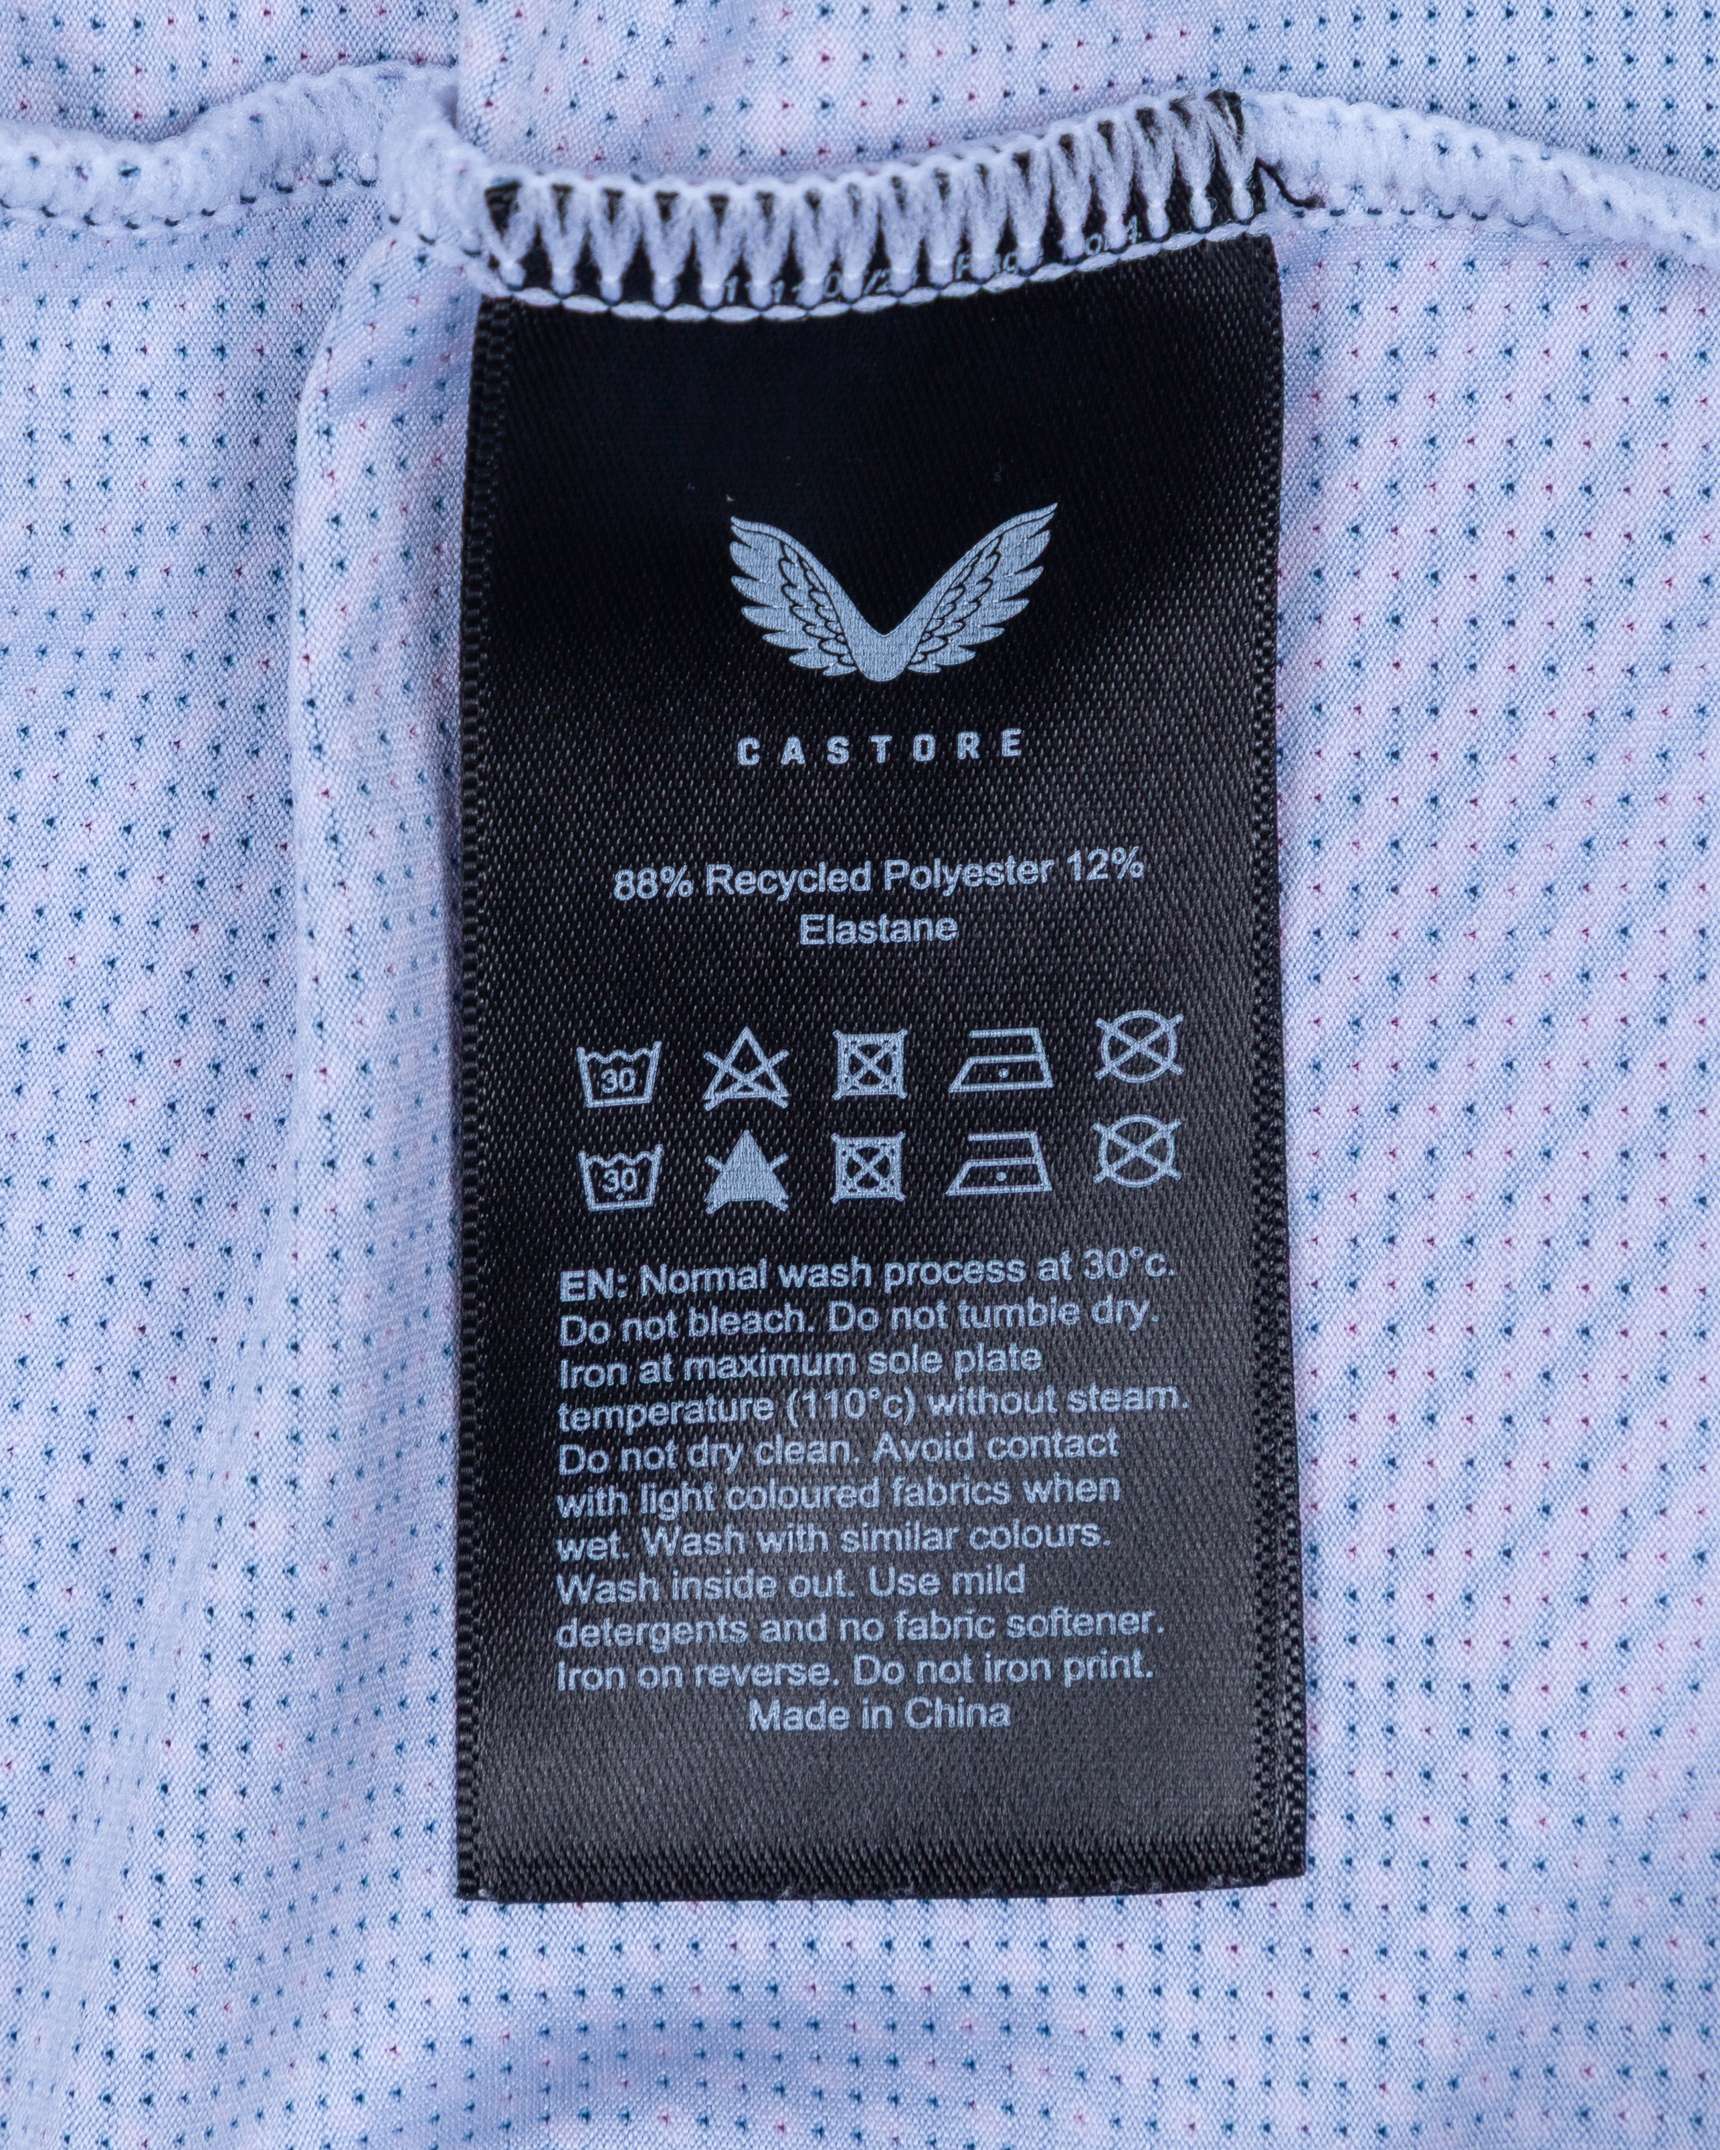 CASTORE
88% Recycled Polyester 12%
Elastane
30
30
EN: Normal wash process at 30°c.
Do not bleach. Do not tumble dry.
Iron at maximum sole plate
temperature (110°c) without steam.
Do not dry clean. Avoid contact
with light coloured fabrics when
wet. Wash with similar colours.
Wash inside out. Use mild
detergents and no fabric softener.
Iron on reverse. Do not iron print.
Made in China